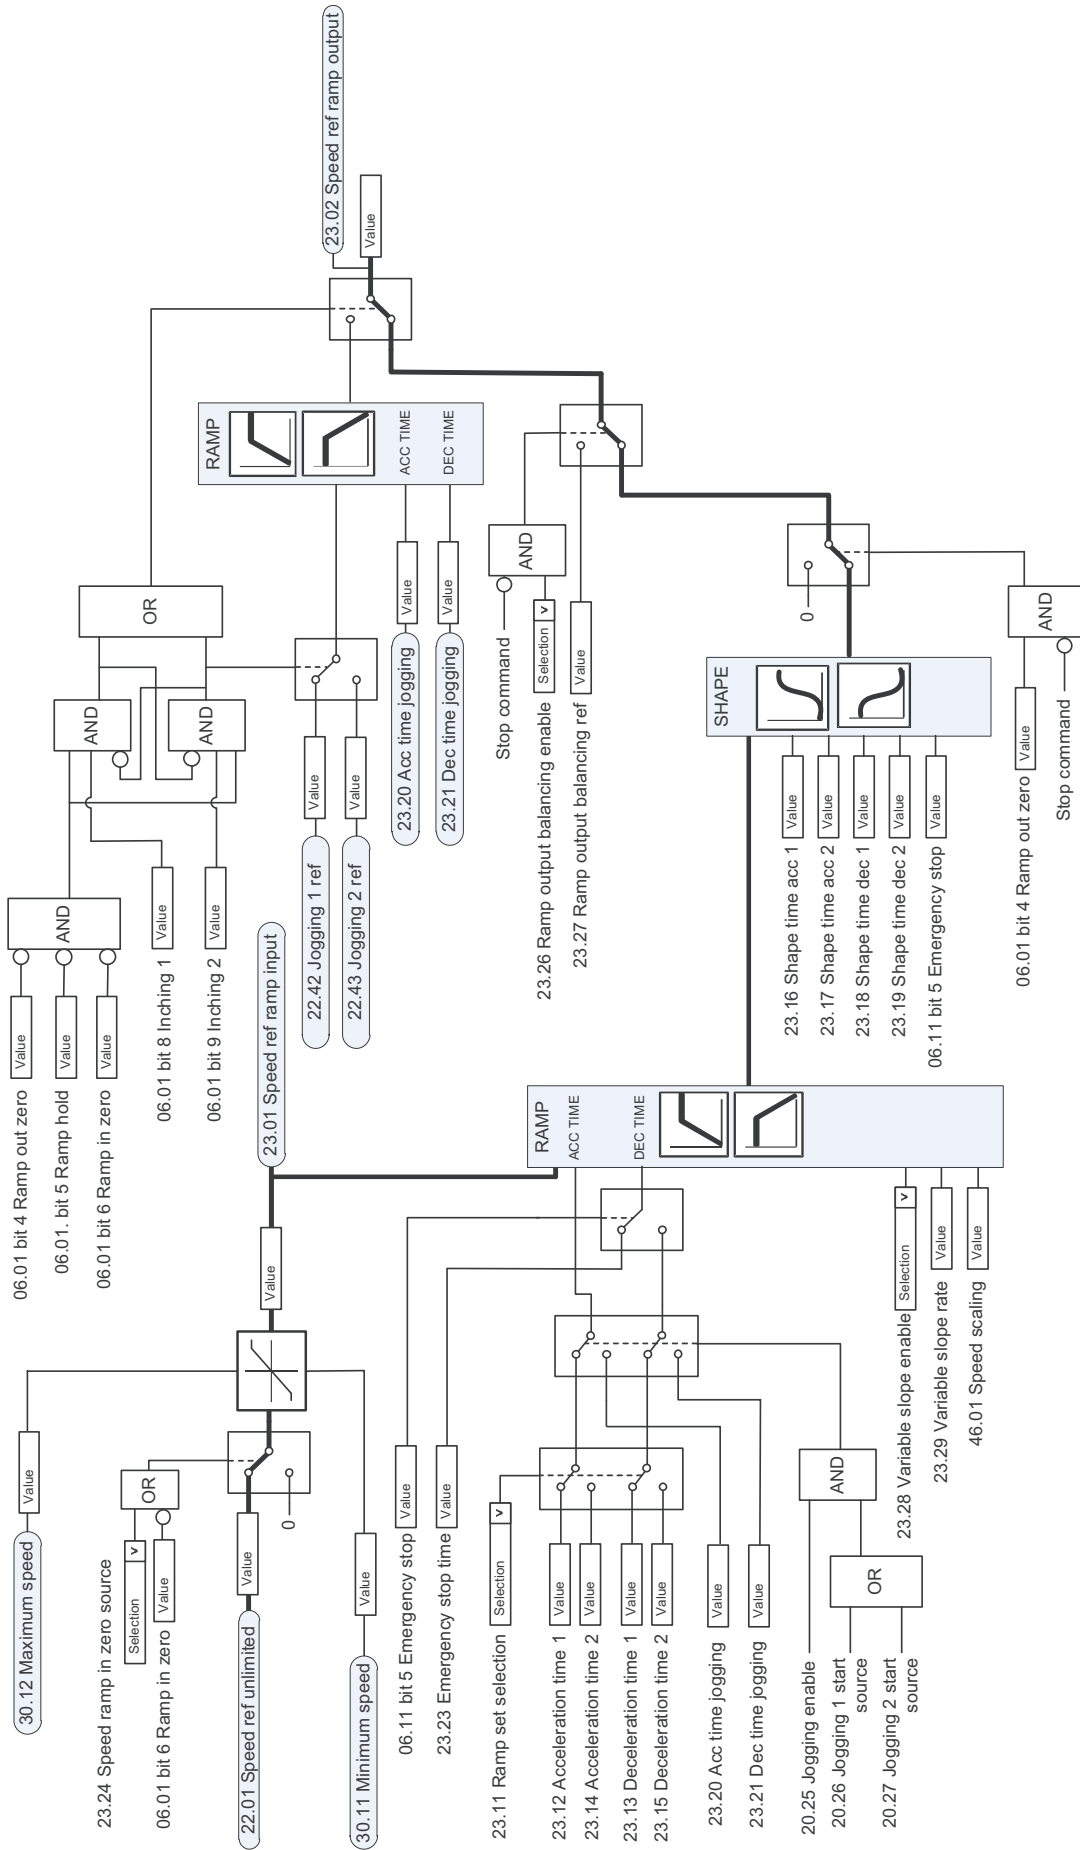 30.12 Maximum speed
Value
23.24 Speed ramp in zero source
Selection
v
06.01 bit 6 Ramp in zero
Value
OR
22.01 Speed ref unlimited
Value
0
30.11 Minimum speed
Value
Value
23.01 Speed ref ramp input
06.01 bit 4 Ramp out zero
Value
06.01. bit 5 Ramp hold
Value
06.01 bit 6 Ramp in zero
Value
AND
06.01 bit 8 Inching 1
Value
06.01 bit 9 Inching 2
Value
AND
AND
OR
22.42 Jogging 1 ref
Value
22.43 Jogging 2 ref
Value
23.20 Acc time jogging
Value
23.21 Dec time jogging
Value
RAMP
ACC TIME
DEC TIME
23.02 Speed ref ramp output
Value
Stop command
23.26 Ramp output balancing enable
Selection
v
AND
23.27 Ramp output balancing ref
Value
06.11 bit 5 Emergency stop
Value
23.23 Emergency stop time
Value
23.11 Ramp set selection
Selection
v
23.12 Acceleration time 1
Value
23.14 Acceleration time 2
Value
23.13 Deceleration time 1
Value
23.15 Deceleration time 2
Value
23.20 Acc time jogging
Value
23.21 Dec time jogging
Value
20.25 Jogging enable
20.26 Jogging 1 start
source
20.27 Jogging 2 start
source
OR
AND
RAMP
ACC TIME
DEC TIME
23.28 Variable slope enable
Selection
v
23.29 Variable slope rate
Value
46.01 Speed scaling
Value
SHAPE
23.16 Shape time acc 1
Value
23.17 Shape time acc 2
Value
23.18 Shape time dec 1
Value
23.19 Shape time dec 2
Value
06.11 bit 5 Emergency stop
Value
0
06.01 bit 4 Ramp out zero
Value
Stop command
AND